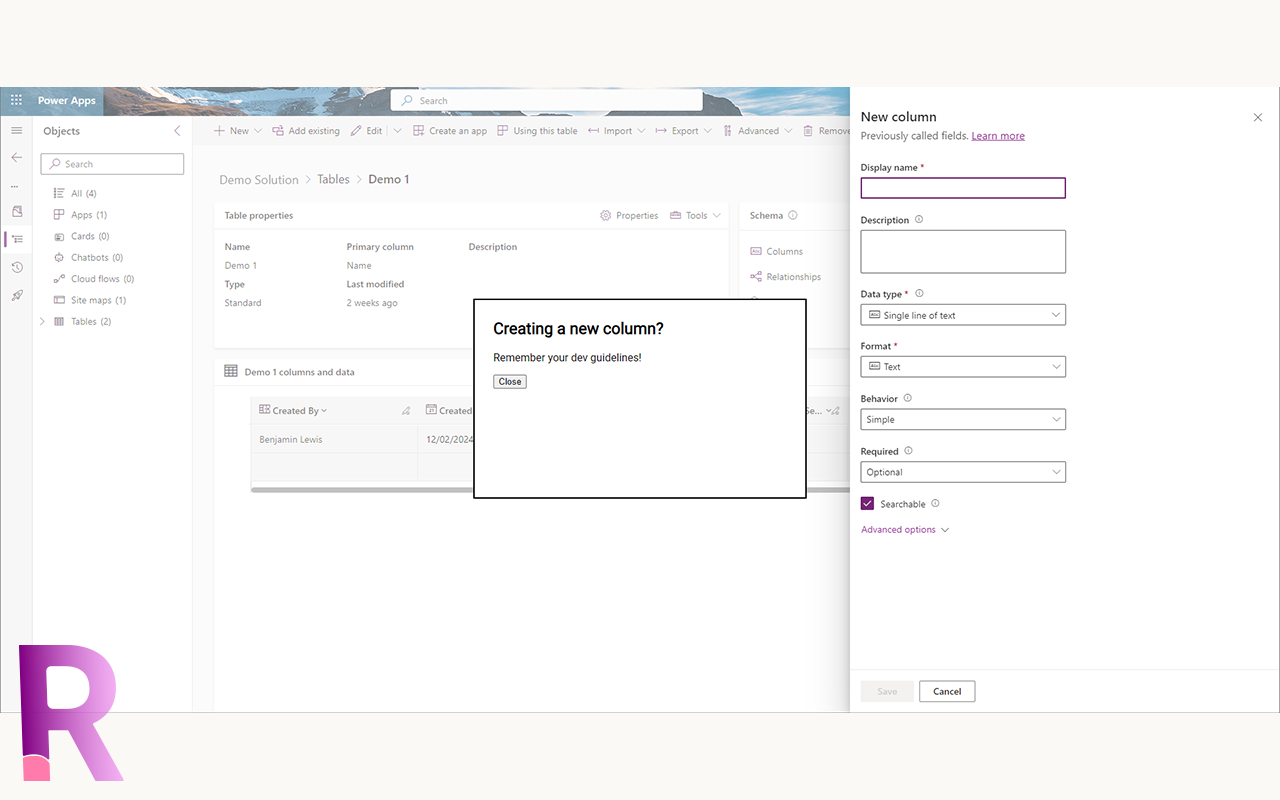 Power Apps
Search
Objects
Search
All (4)
Apps (1)
Cards (0)
Chatbots (0)
Cloud flows (0)
Site maps (1)
Tables (2)
New
Add existing
Edit
Create an app
Using this table
Import
Export
Advanced
Remove
Demo Solution > Tables > Demo 1
Table properties
Properties
Tools
Name
Primary column
Description
Demo 1
Name
Type
Last modified
Standard
2 weeks ago
Schema
Columns
Relationships
Demo 1 columns and data
Created By
Created
Benjamin Lewis
12/02/2024
Se...
Creating a new column?
Remember your dev guidelines!
Close
New column
Previously called fields. Learn more
Display name *
Description
Data type *
Abc Single line of text
Format *
Abc Text
Behavior
Simple
Required
Optional
Searchable
Advanced options
Save
Cancel
R